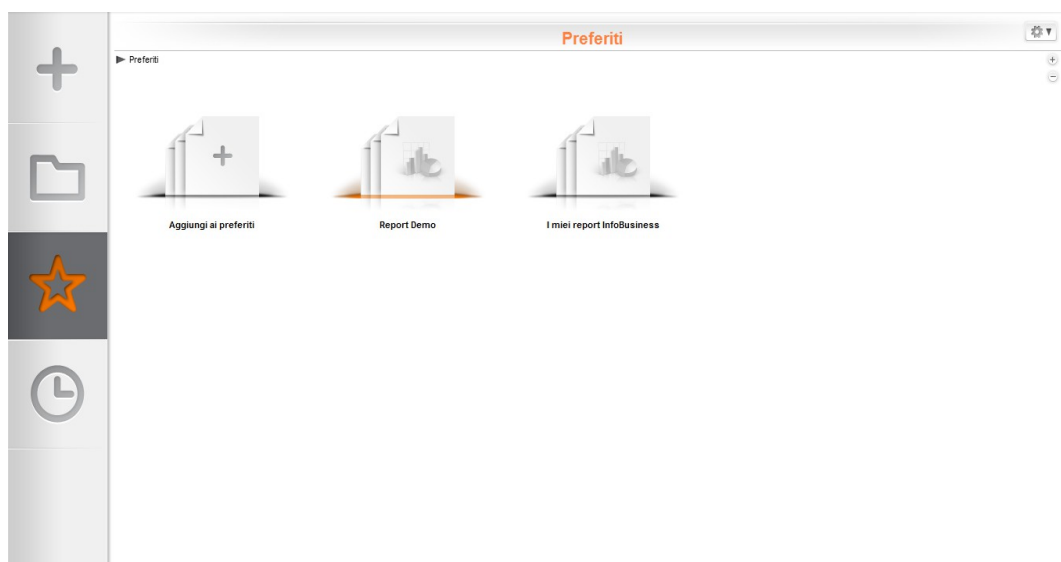 Preferiti
Preferiti
Aggiungi ai preferiti
Report Demo
I miei report InfoBusiness